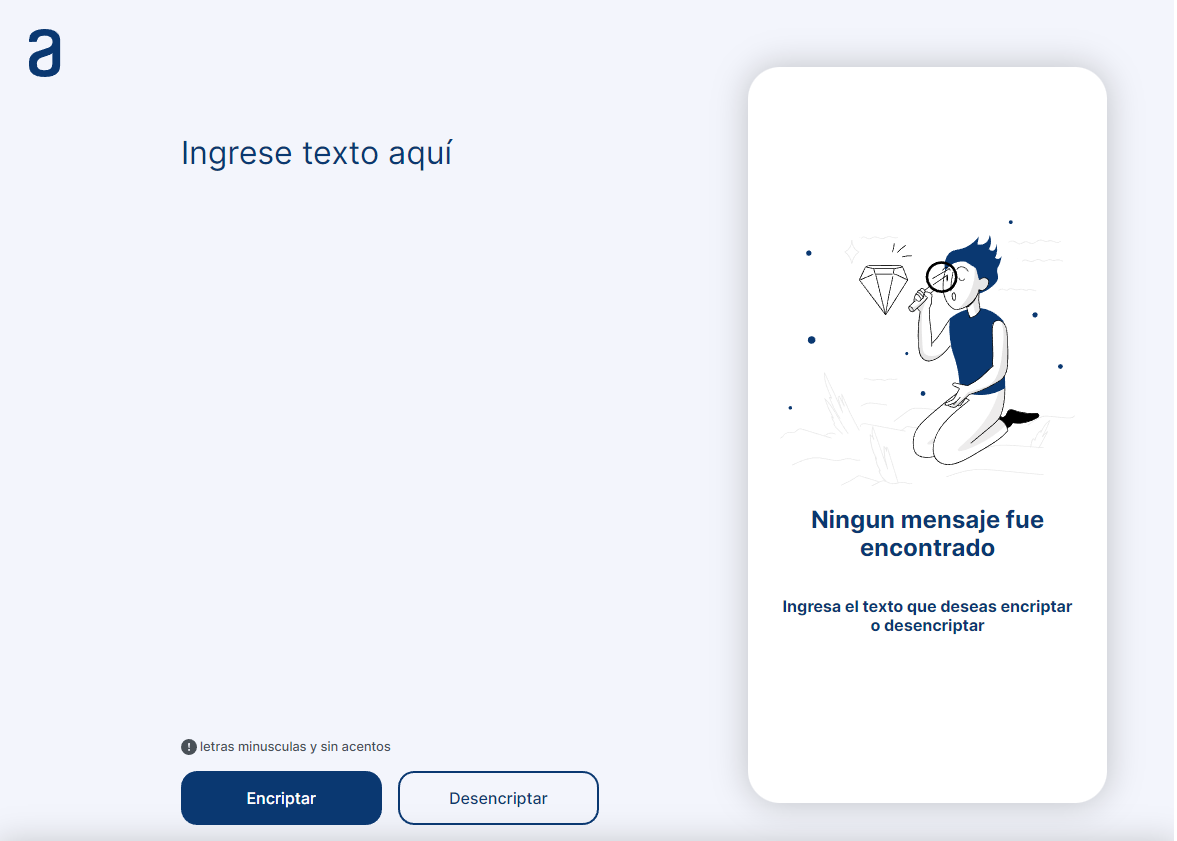 a
Ingrese texto aquí
letras minusculas y sin acentos
Encriptar
Desencriptar
Ningun mensaje fue
encontrado
Ingresa el texto que deseas encriptar
o desencriptar